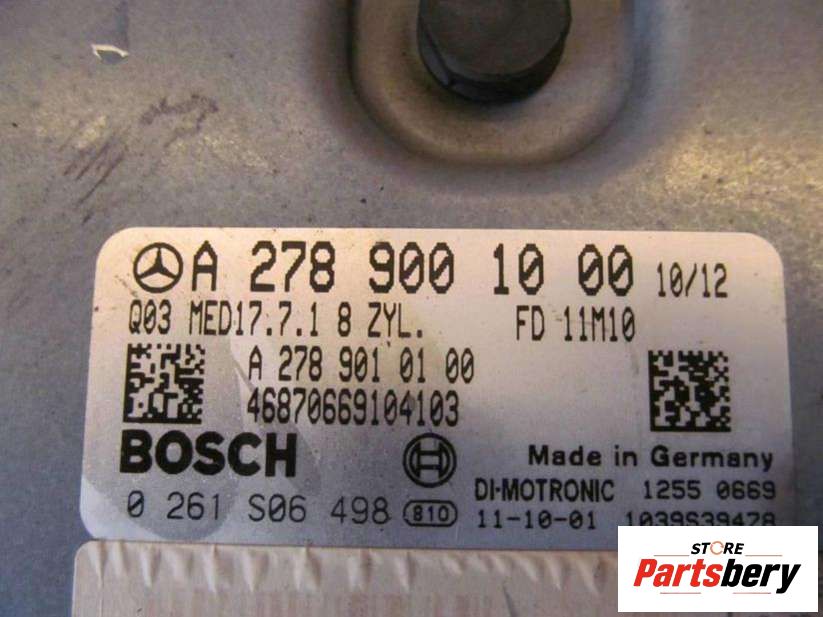 A 278 900 10 00 10/12
Q03 MED17.7.1 8 ZYL. FD 11M10
A 278 901 01 00
46870669104103
BOSCH
Made in Germany
DI-MOTRONIC 1255 0669
0 261 S06 498 810
11-10-01 1039S39478
STORE
Partsbery